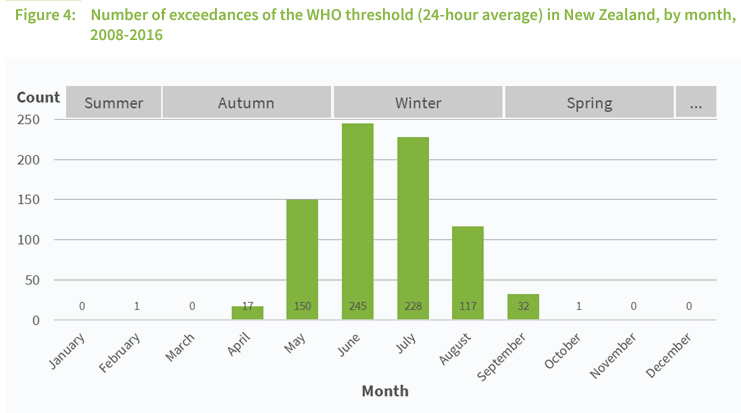 Figure 4: Number of exceedances of the WHO threshold (24-hour average) in New Zealand, by month,
2008-2016
Count
Summer Autumn Winter Spring ...
250
200
150
100
50
0
0 1 0 17 150 245 228 117 32 1 0 0
January February March April May June July August September October November December
Month